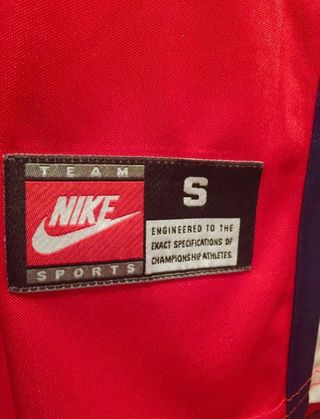 TEAM
NIKE
SPORTS
S
ENGINEERED TO THE
EXACT SPECIFICATIONS OF
CHAMPIONSHIP ATHLETES.